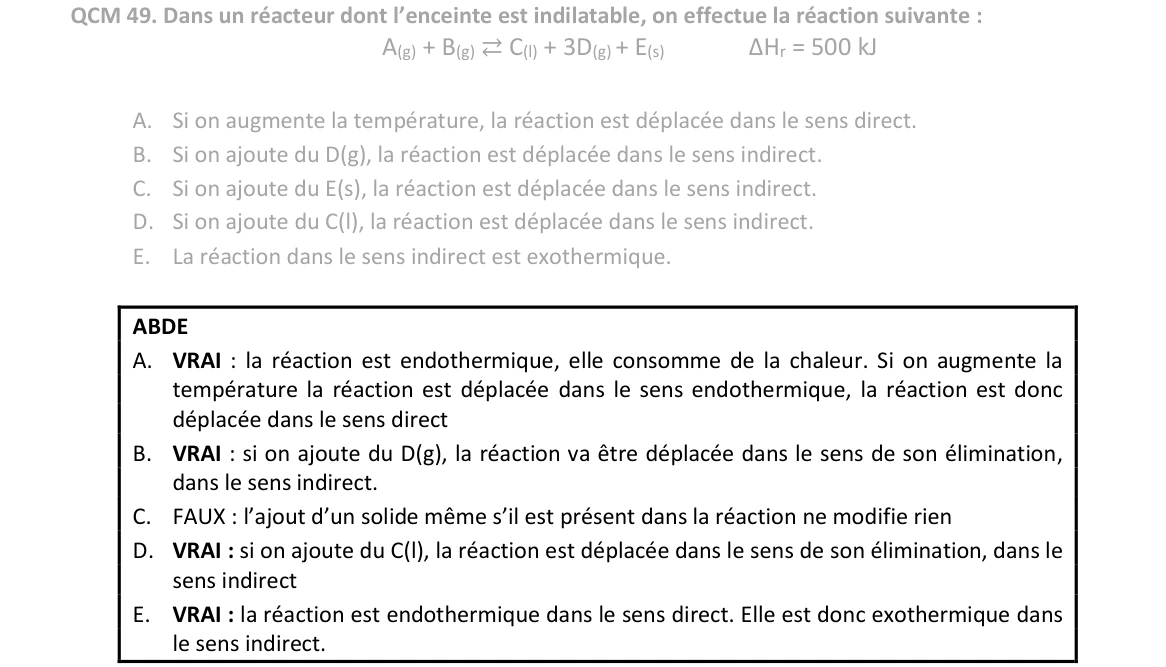 QCM 49. Dans un réacteur dont l’enceinte est indilatable, on effectue la réaction suivante :
A(g) + B(g) ⇄ C(l) + 3D(g) + E(s) ΔHr = 500 kJ
A. Si on augmente la température, la réaction est déplacée dans le sens direct.
B. Si on ajoute du D(g), la réaction est déplacée dans le sens indirect.
C. Si on ajoute du E(s), la réaction est déplacée dans le sens indirect.
D. Si on ajoute du C(l), la réaction est déplacée dans le sens indirect.
E. La réaction dans le sens indirect est exothermique.
ABDE
A. VRAI : la réaction est endothermique, elle consomme de la chaleur. Si on augmente la
température la réaction est déplacée dans le sens endothermique, la réaction est donc
déplacée dans le sens direct
B. VRAI : si on ajoute du D(g), la réaction va être déplacée dans le sens de son élimination,
dans le sens indirect.
C. FAUX : l’ajout d’un solide même s’il est présent dans la réaction ne modifie rien
D. VRAI : si on ajoute du C(l), la réaction est déplacée dans le sens de son élimination, dans le
sens indirect
E. VRAI : la réaction est endothermique dans le sens direct. Elle est donc exothermique dans
le sens indirect.